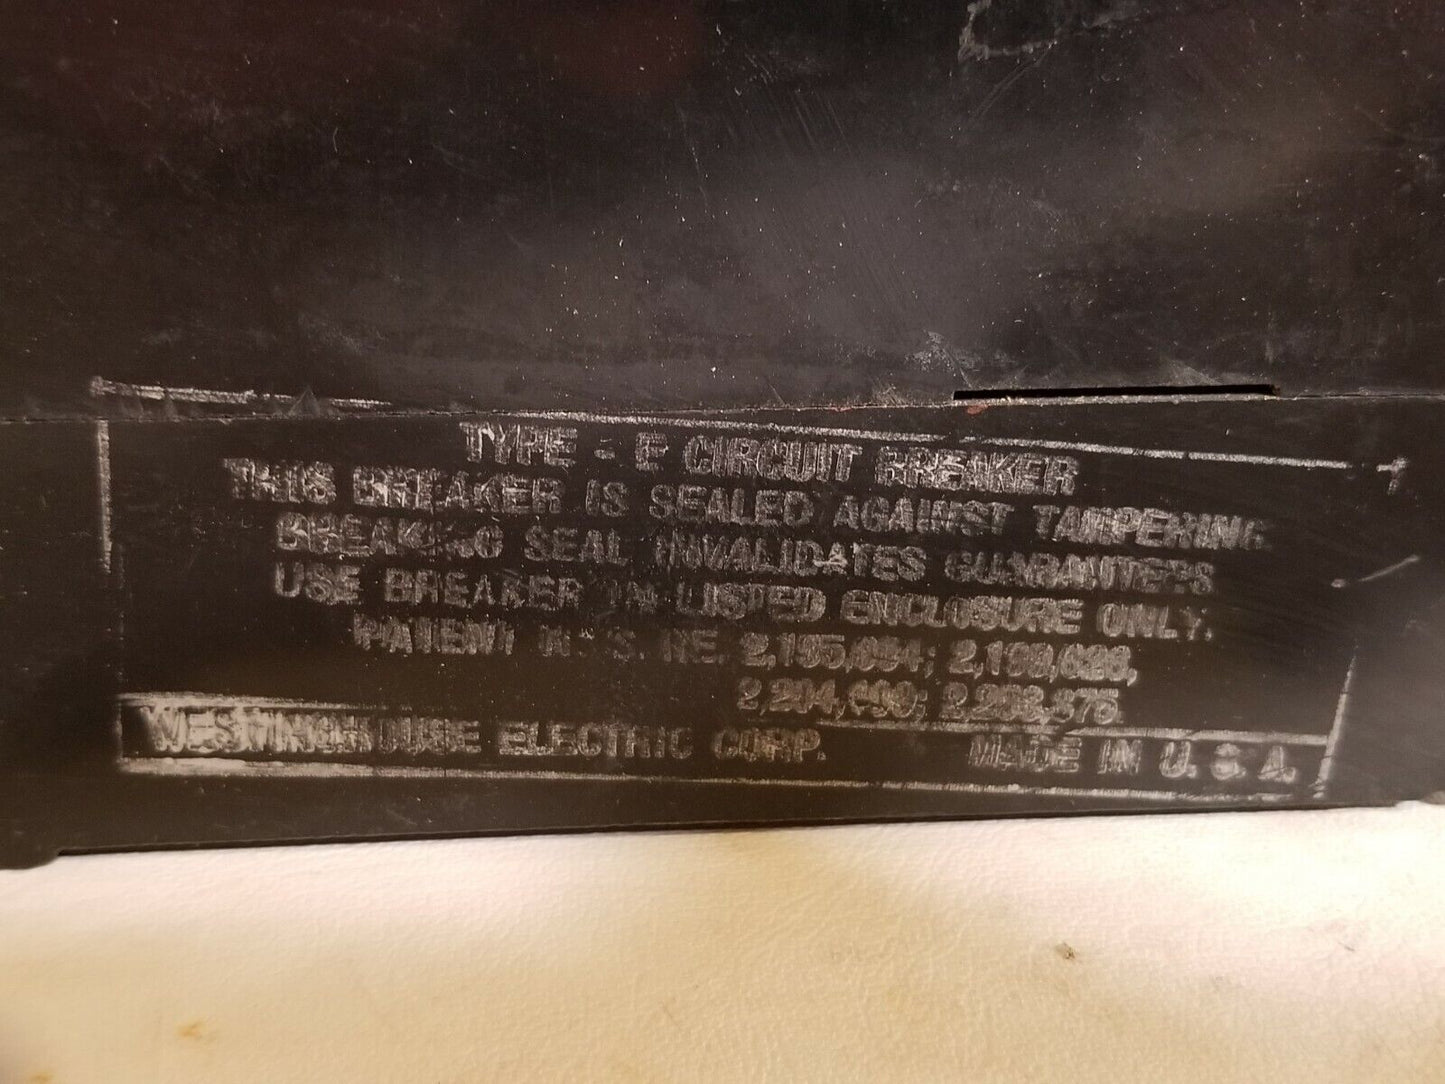 TYPE - F CIRCUIT BREAKER
THIS BREAKER IS SEALED AGAINST TAMPERING
BREAKING SEAL INVALIDATES GUARANTEES
USE BREAKER IN LISTED ENCLOSURE ONLY.
PATENT
WESTINGHOUSE ELECTRIC CORP. MADE IN U.S.A.